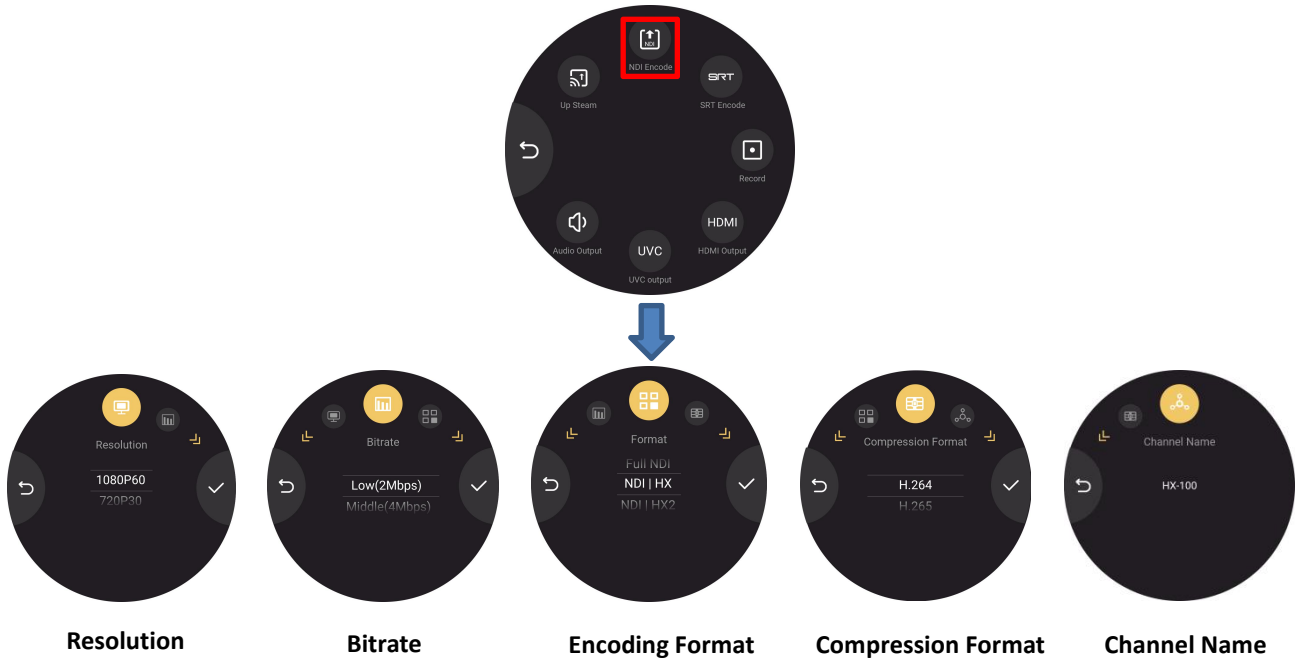 NDI
NDI Encode
SRT
SRT Encode
Up Steam
Record
HDMI
HDMI Output
Audio Output
UVC
UVC output
Resolution
1080P60
720P30
Bitrate
Low(2Mbps)
Middle(4Mbps)
Format
Full NDI
NDI | HX
NDI | HX2
Compression Format
H.264
H.265
Channel Name
HX-100
Resolution
Bitrate
Encoding Format
Compression Format
Channel Name